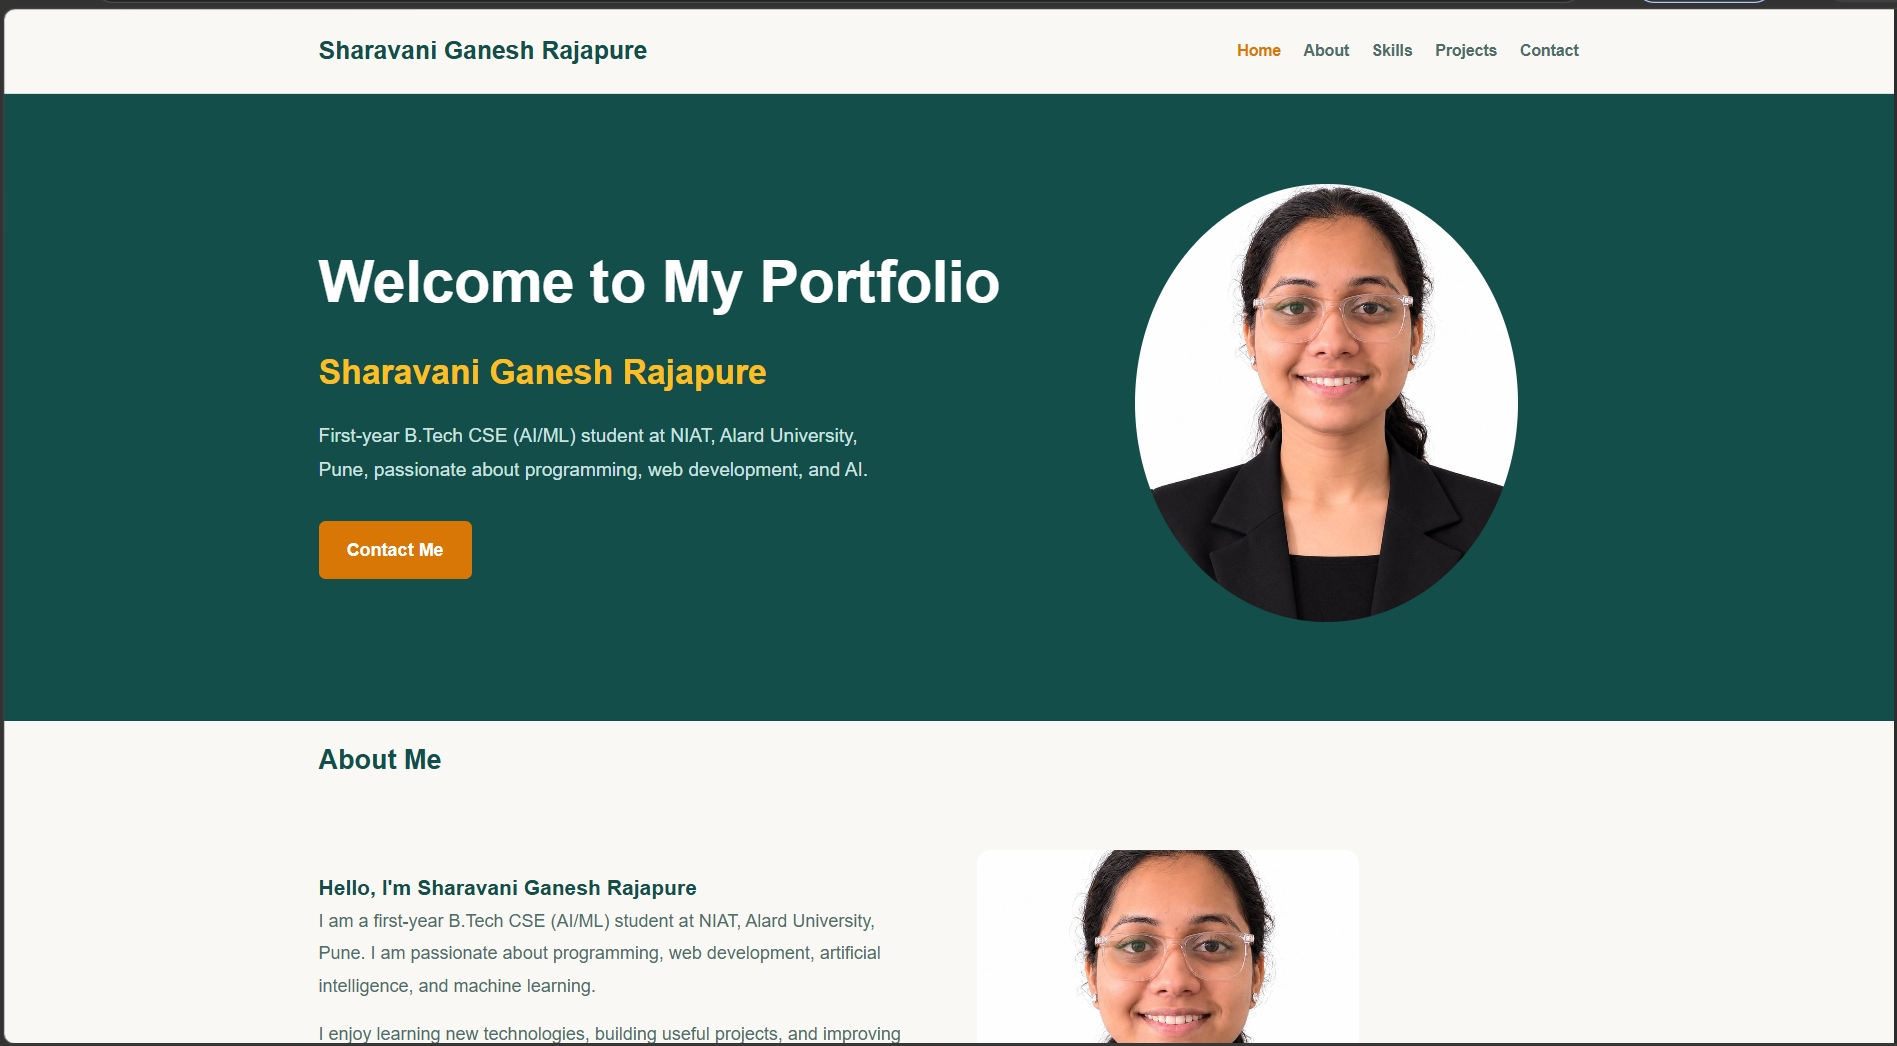 Sharavani Ganesh Rajapure
Home About Skills Projects Contact
Welcome to My Portfolio
Sharavani Ganesh Rajapure
First-year B.Tech CSE (AI/ML) student at NIAT, Alard University,
Pune, passionate about programming, web development, and AI.
Contact Me
About Me
Hello, I'm Sharavani Ganesh Rajapure
I am a first-year B.Tech CSE (AI/ML) student at NIAT, Alard University,
Pune. I am passionate about programming, web development, artificial
intelligence, and machine learning.
I enjoy learning new technologies, building useful projects, and improving